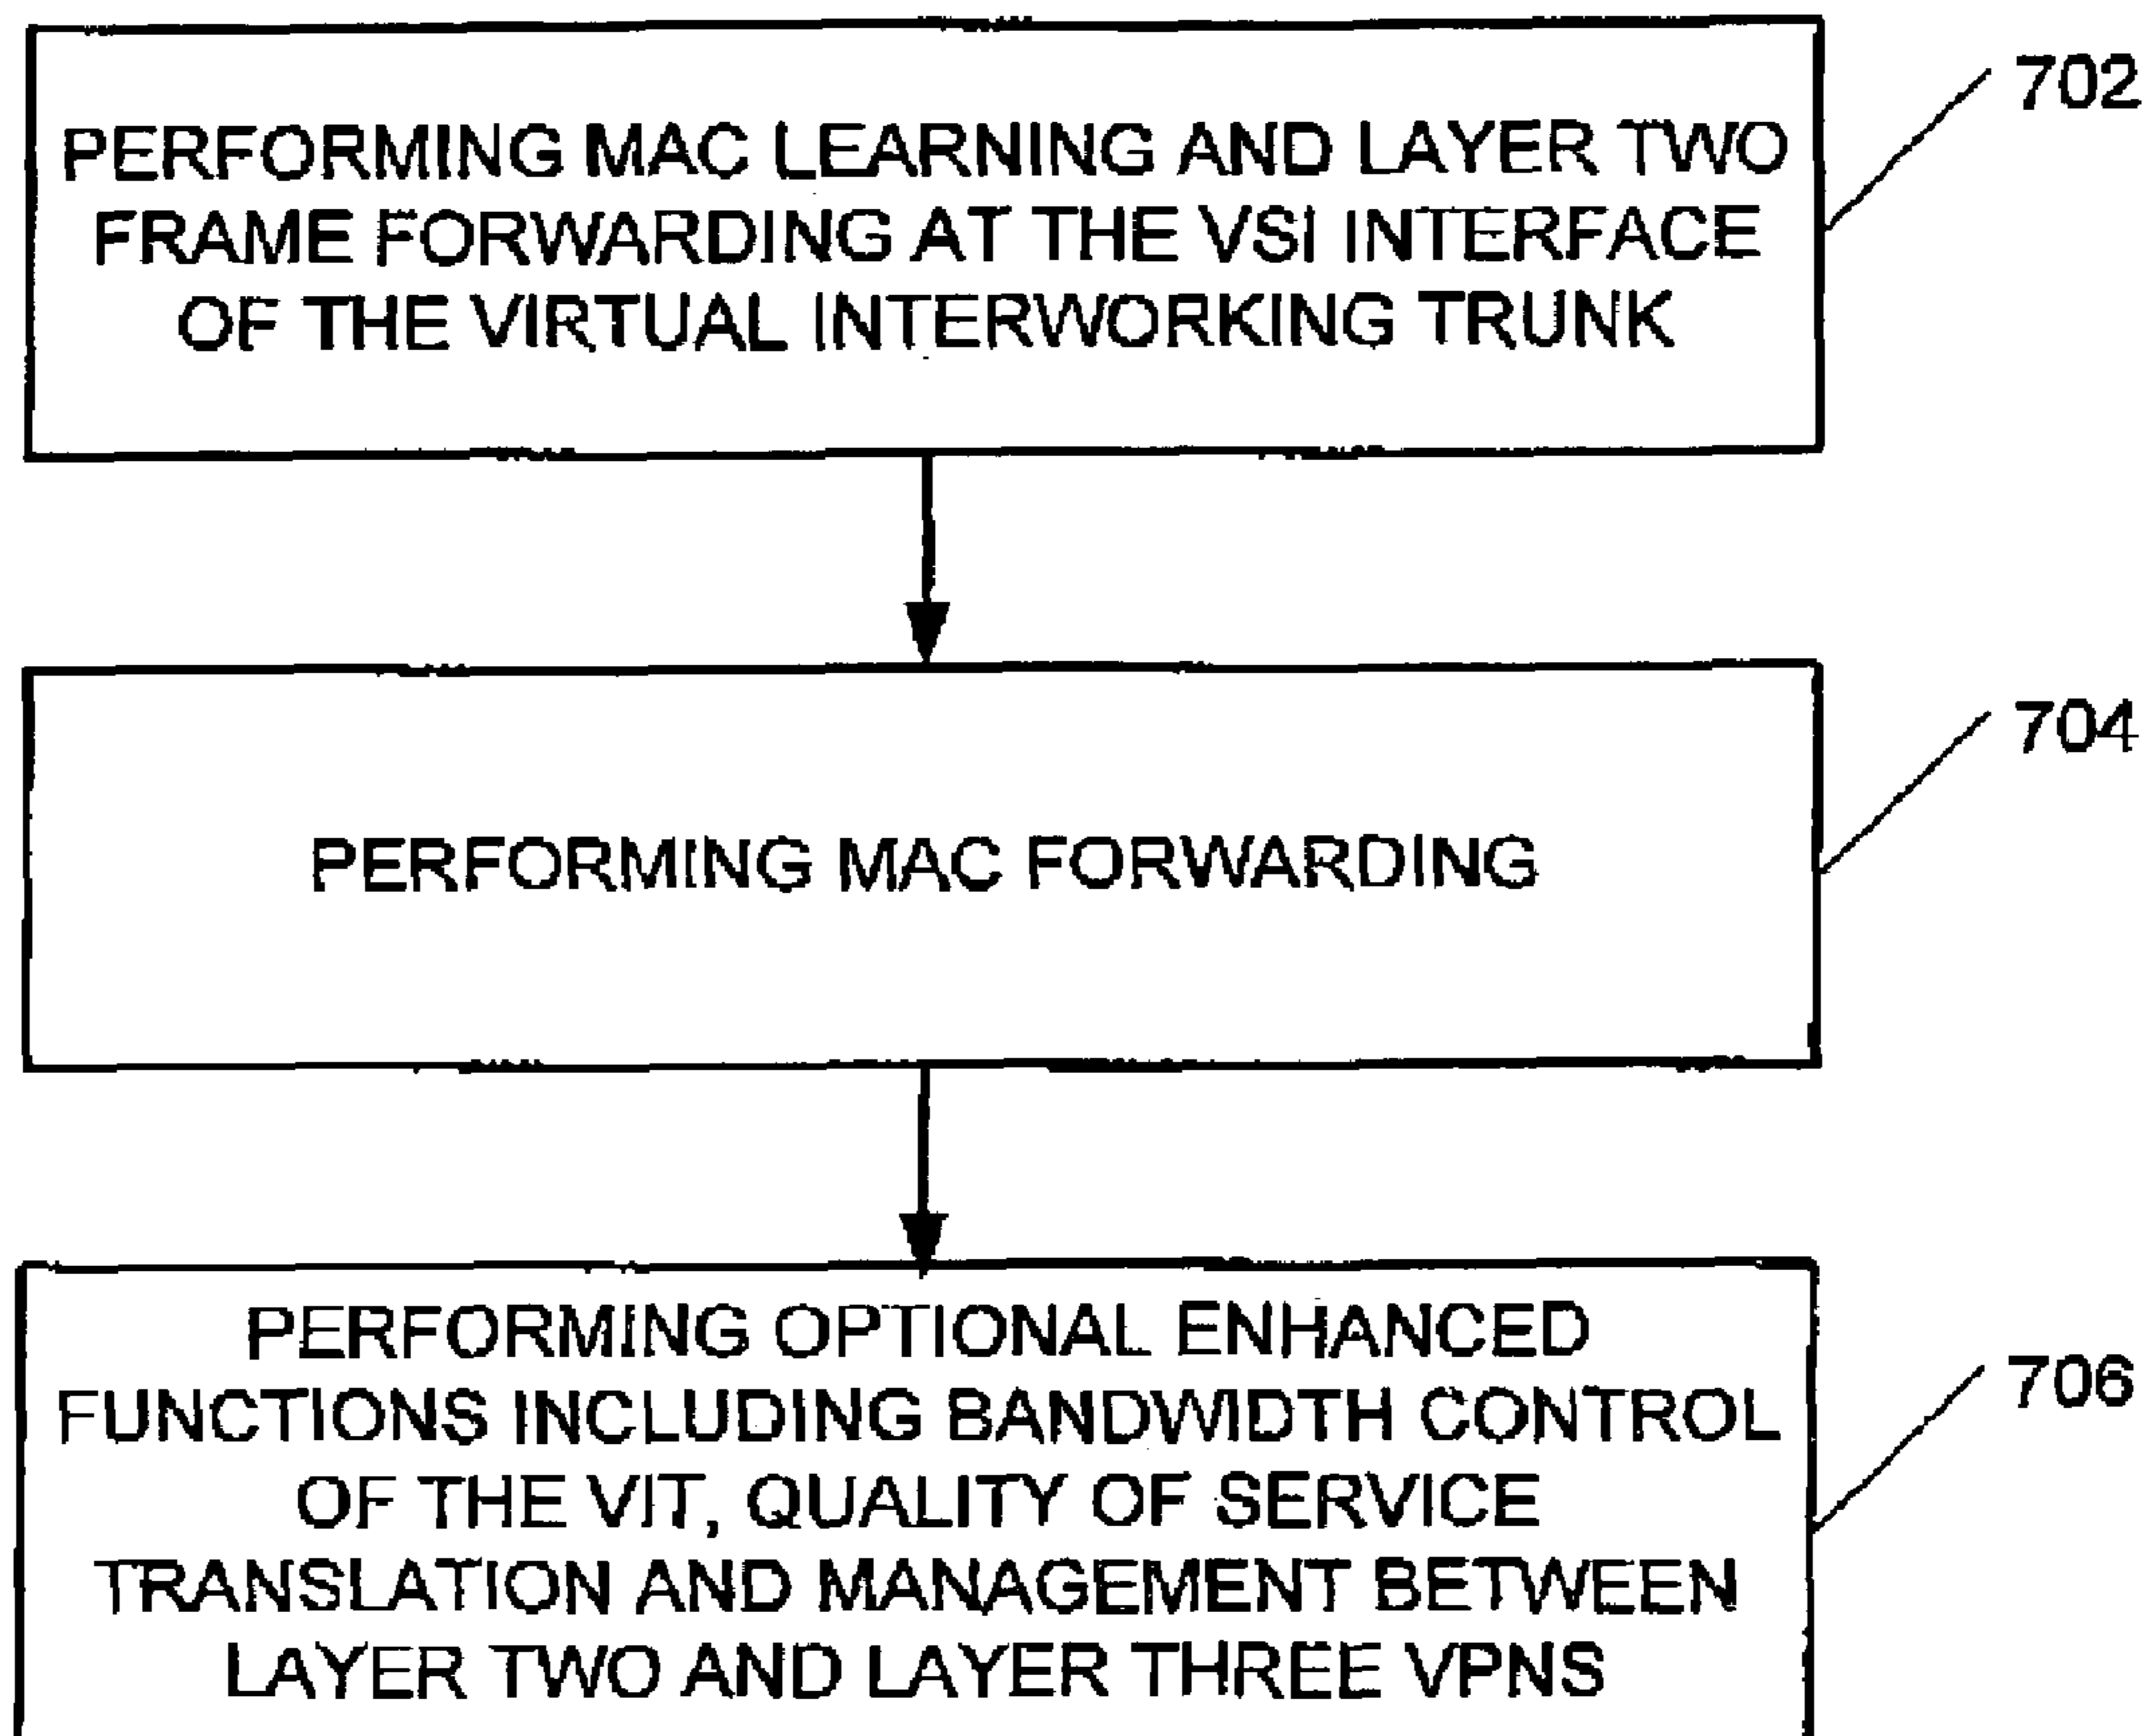 PERFORMING MAC LEARNING AND LAYER TWO
FRAME FORWARDING AT THE VSI INTERFACE
OF THE VIRTUAL INTERWORKING TRUNK
702
PERFORMING MAC FORWARDING
704
PERFORMING OPTIONAL ENHANCED
FUNCTIONS INCLUDING BANDWIDTH CONTROL
OF THE VIT, QUALITY OF SERVICE
TRANSLATION AND MANAGEMENT BETWEEN
LAYER TWO AND LAYER THREE VPNS
706